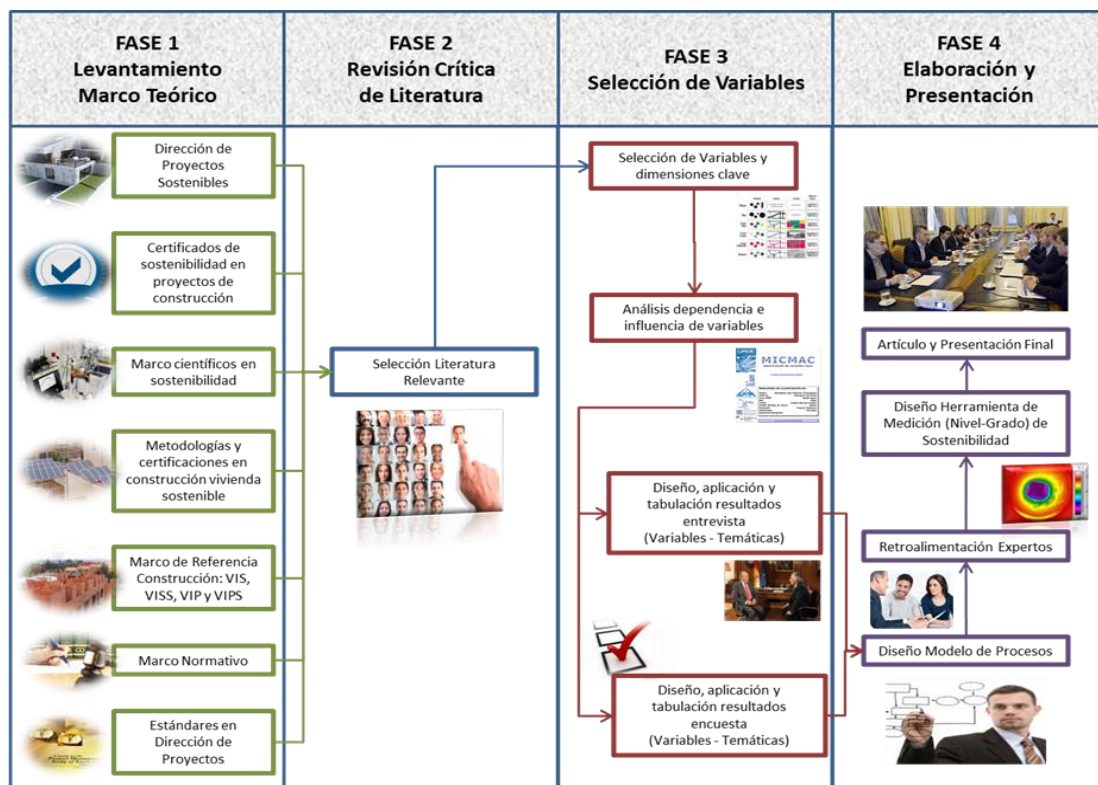 FASE 1
Levantamiento
Marco Teórico
FASE 2
Revisión Crítica
de Literatura
FASE 3
Selección de Variables
FASE 4
Elaboración y
Presentación
Dirección de
Proyectos
Sostenibles
Certificados de
sostenibilidad en
proyectos de
construcción
Marco científicos en
sostenibilidad
Metodologías y
certificaciones en
construcción vivienda
sostenible
Marco de Referencia
Construcción: VIS,
VISS, VIP y VIPS
Marco Normativo
Estándares en
Dirección de
Proyectos
Selección Literatura
Relevante
Selección de Variables y
dimensiones clave
Análisis dependencia e
influencia de variables
MICMAC
Diseño, aplicación y
tabulación resultados
entrevista
(Variables - Temáticas)
Diseño, aplicación y
tabulación resultados
encuesta
(Variables - Temáticas)
Artículo y Presentación Final
Diseño Herramienta de
Medición (Nivel-Grado) de
Sostenibilidad
Retroalimentación Expertos
Diseño Modelo de Procesos